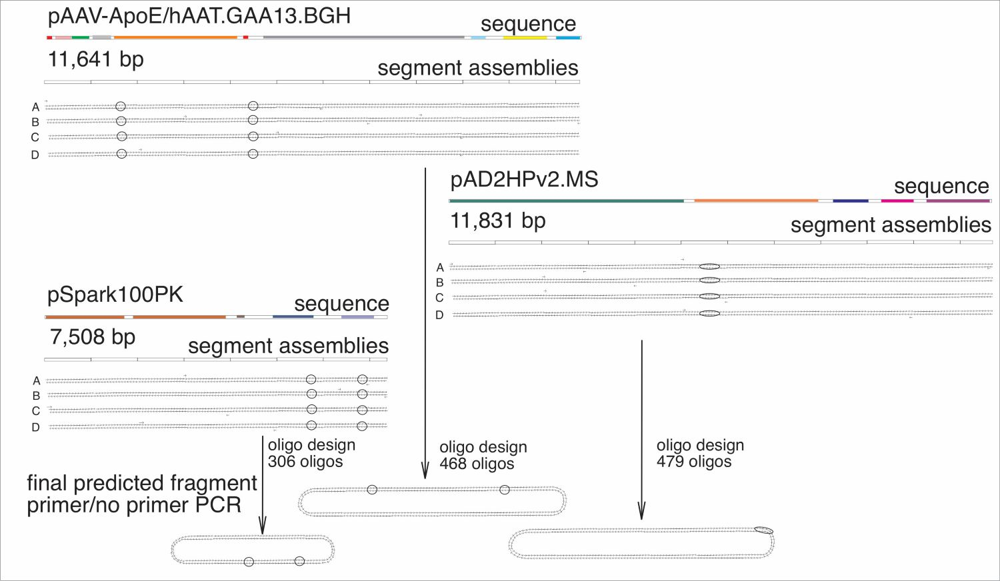 pAAV-ApoE/hAAT.GAA13.BGH
sequence
11,641 bp
segment assemblies
A
B
C
D
pAD2HPv2.MS
sequence
11,831 bp
segment assemblies
A
B
C
D
pSpark100PK
sequence
7,508 bp
segment assemblies
A
B
C
D
oligo design
306 oligos
oligo design
468 oligos
oligo design
479 oligos
final predicted fragment
primer/no primer PCR